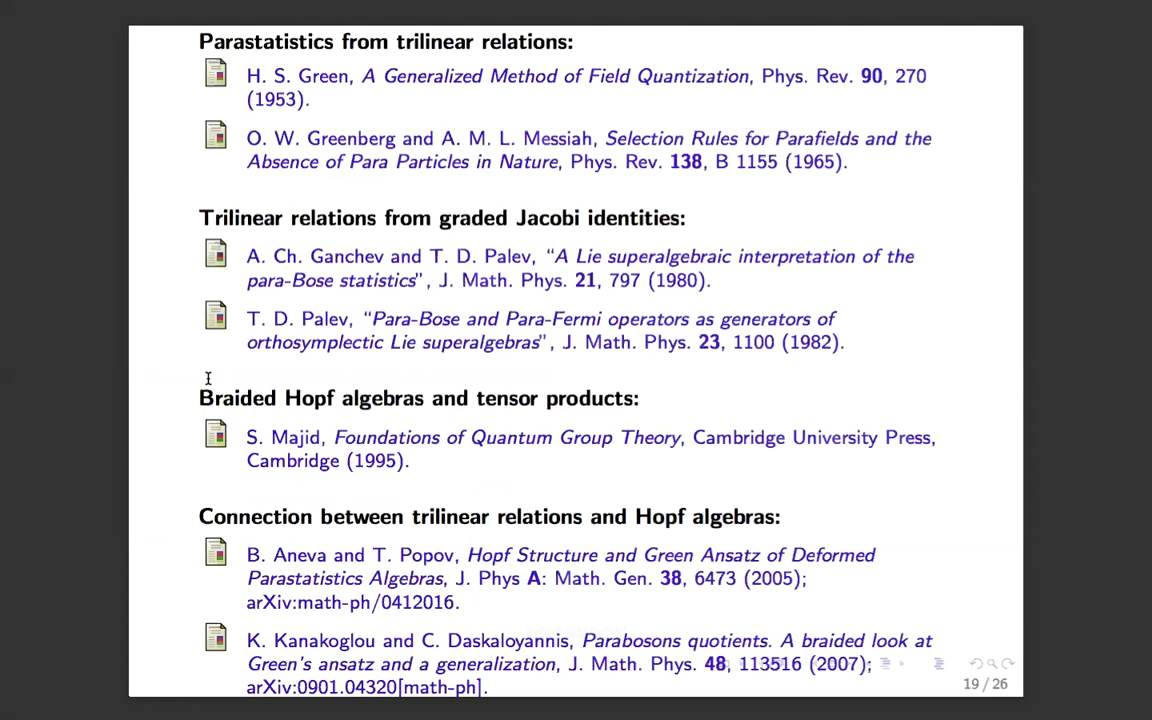 Parastatistics from trilinear relations:
H. S. Green, A Generalized Method of Field Quantization, Phys. Rev. 90, 270
(1953).
O. W. Greenberg and A. M. L. Messiah, Selection Rules for Parafields and the
Absence of Para Particles in Nature, Phys. Rev. 138, B 1155 (1965).
Trilinear relations from graded Jacobi identities:
A. Ch. Ganchev and T. D. Palev, “A Lie superalgebraic interpretation of the
para-Bose statistics”, J. Math. Phys. 21, 797 (1980).
T. D. Palev, “Para-Bose and Para-Fermi operators as generators of
orthosymplectic Lie superalgebras”, J. Math. Phys. 23, 1100 (1982).
Braided Hopf algebras and tensor products:
S. Majid, Foundations of Quantum Group Theory, Cambridge University Press,
Cambridge (1995).
Connection between trilinear relations and Hopf algebras:
B. Aneva and T. Popov, Hopf Structure and Green Ansatz of Deformed
Parastatistics Algebras, J. Phys A: Math. Gen. 38, 6473 (2005);
arXiv:math-ph/0412016.
K. Kanakoglou and C. Daskaloyannis, Parabosons quotients. A braided look at
Green's ansatz and a generalization, J. Math. Phys. 48, 113516 (2007);
arXiv:0901.04320[math-ph].
19 / 26